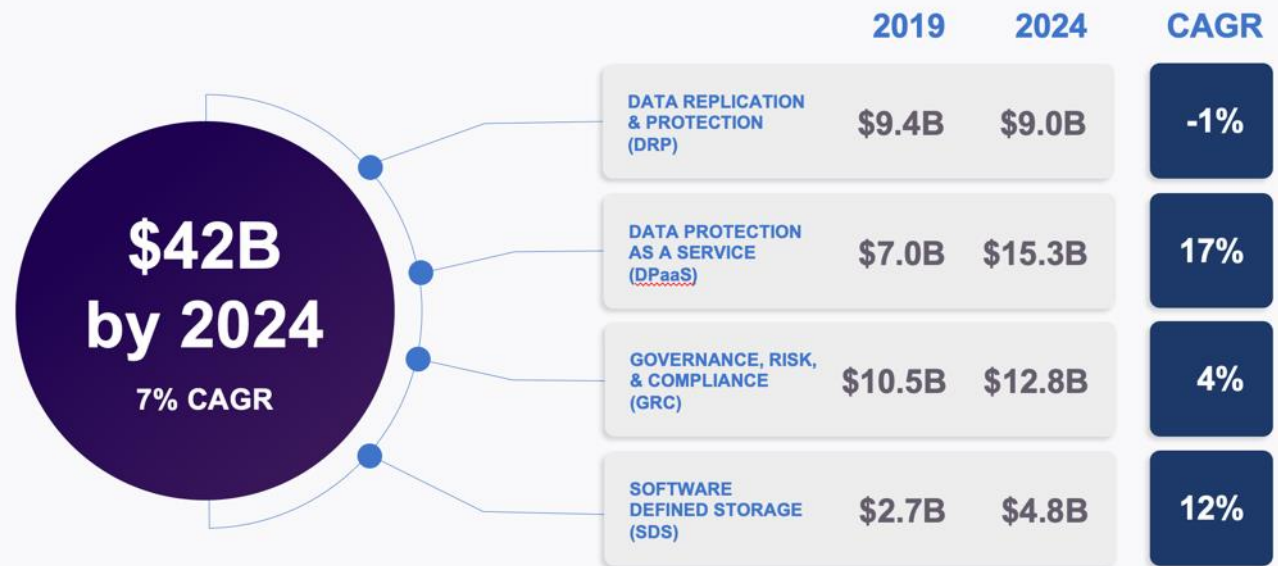 2019 2024 CAGR
$42B
by 2024
7% CAGR
DATA REPLICATION
& PROTECTION
(DRP)
$9.4B $9.0B -1%
DATA PROTECTION
AS A SERVICE
(DPaaS)
$7.0B $15.3B 17%
GOVERNANCE, RISK,
& COMPLIANCE
(GRC)
$10.5B $12.8B 4%
SOFTWARE
DEFINED STORAGE
(SDS)
$2.7B $4.8B 12%